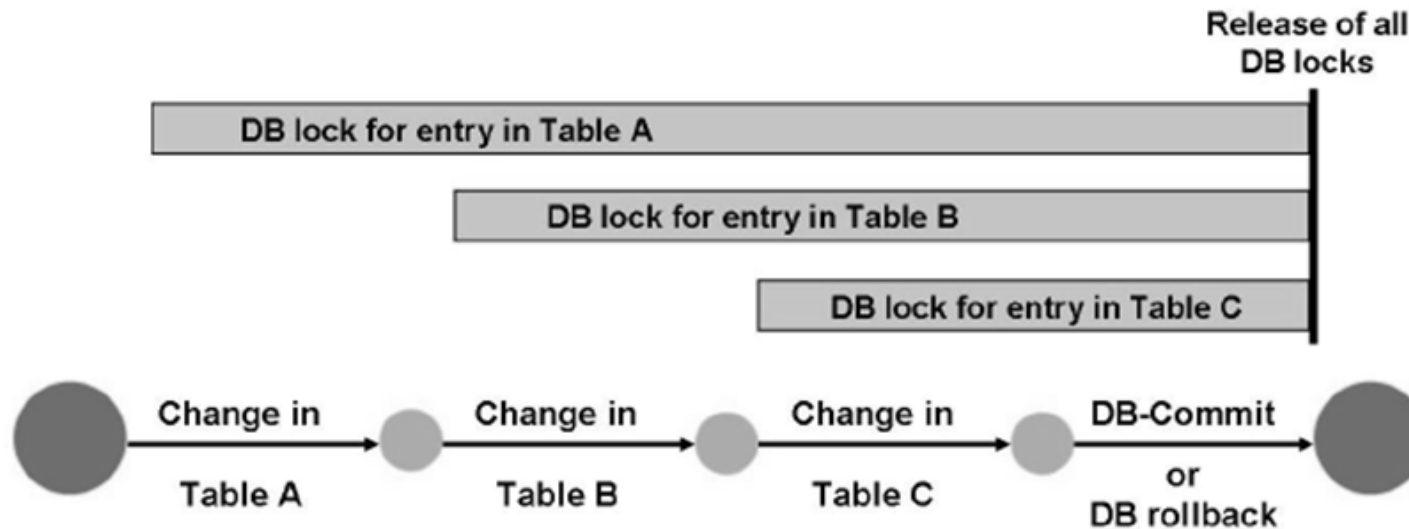 Release of all
DB locks
DB lock for entry in Table A
DB lock for entry in Table B
DB lock for entry in Table C
Change in
Table A
Change in
Table B
Change in
Table C
DB-Commit
or
DB rollback